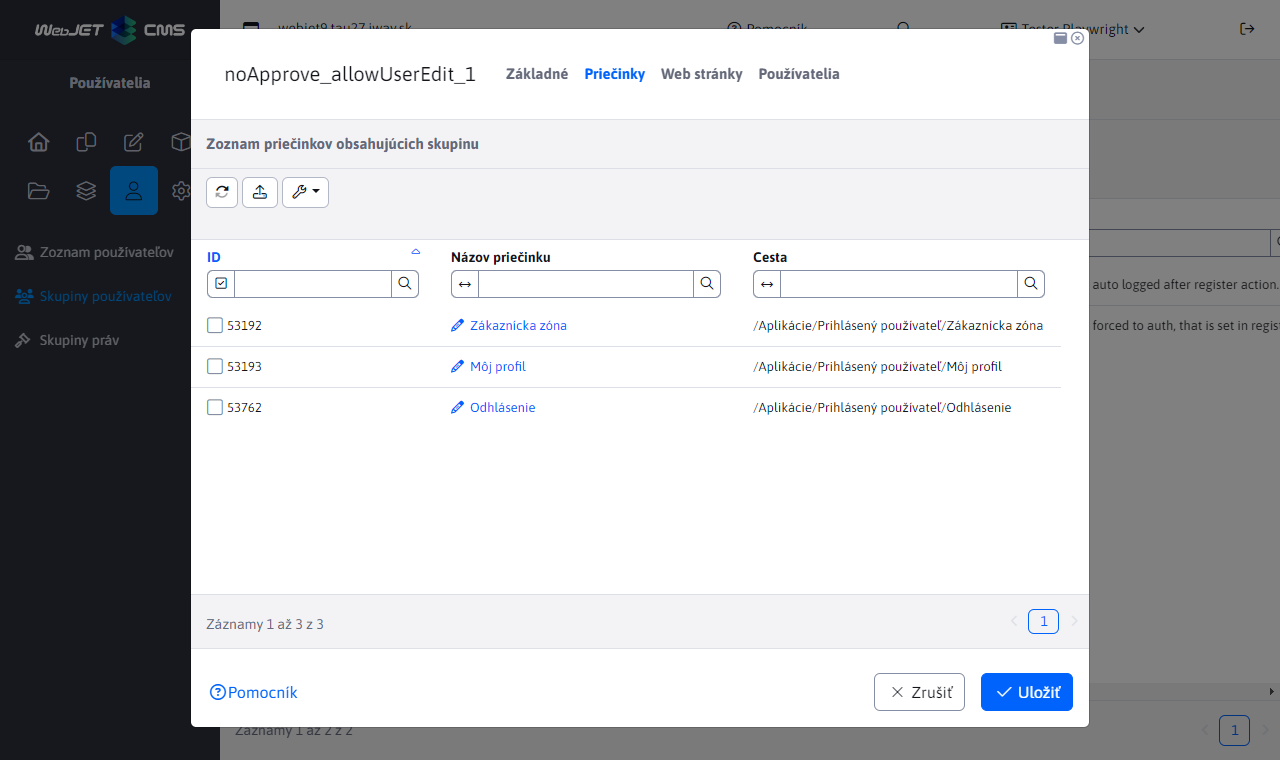 WebJET CMS
webjet9.tau27.iway.sk
Pomocník
Tester Playwright
Používatelia
Zoznam používateľov
Skupiny používateľov
Skupiny práv
noApprove_allowUserEdit_1
Základné
Priečinky
Web stránky
Používatelia
Zoznam priečinkov obsahujúcich skupinu
ID
Názov priečinku
Cesta
53192
Zákaznícka zóna
/Aplikácie/Prihlásený používateľ/Zákaznícka zóna
53193
Môj profil
/Aplikácie/Prihlásený používateľ/Môj profil
53762
Odhlásenie
/Aplikácie/Prihlásený používateľ/Odhlásenie
auto logged after register action.
forced to auth, that is set in regis
Záznamy 1 až 3 z 3
1
Pomocník
Zrušiť
Uložiť
Záznamy 1 až 2 z 2
1